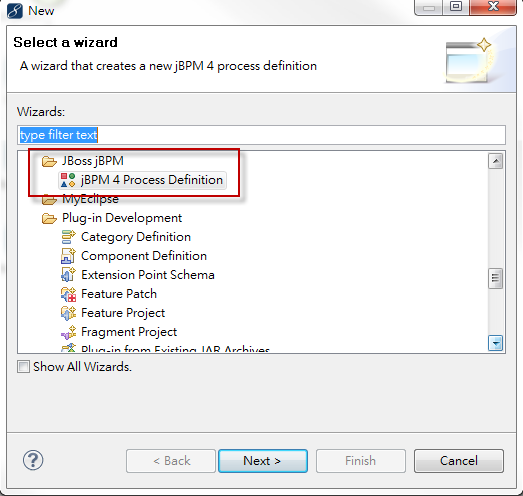 New
Select a wizard
A wizard that creates a new jBPM 4 process definition
Wizards:
type filter text
JBoss jBPM
jBPM 4 Process Definition
MyEclipse
Plug-in Development
Category Definition
Component Definition
Extension Point Schema
Feature Patch
Feature Project
Fragment Project
Plug-in from Existing JAR Archives
Show All Wizards.
?
< Back
Next >
Finish
Cancel